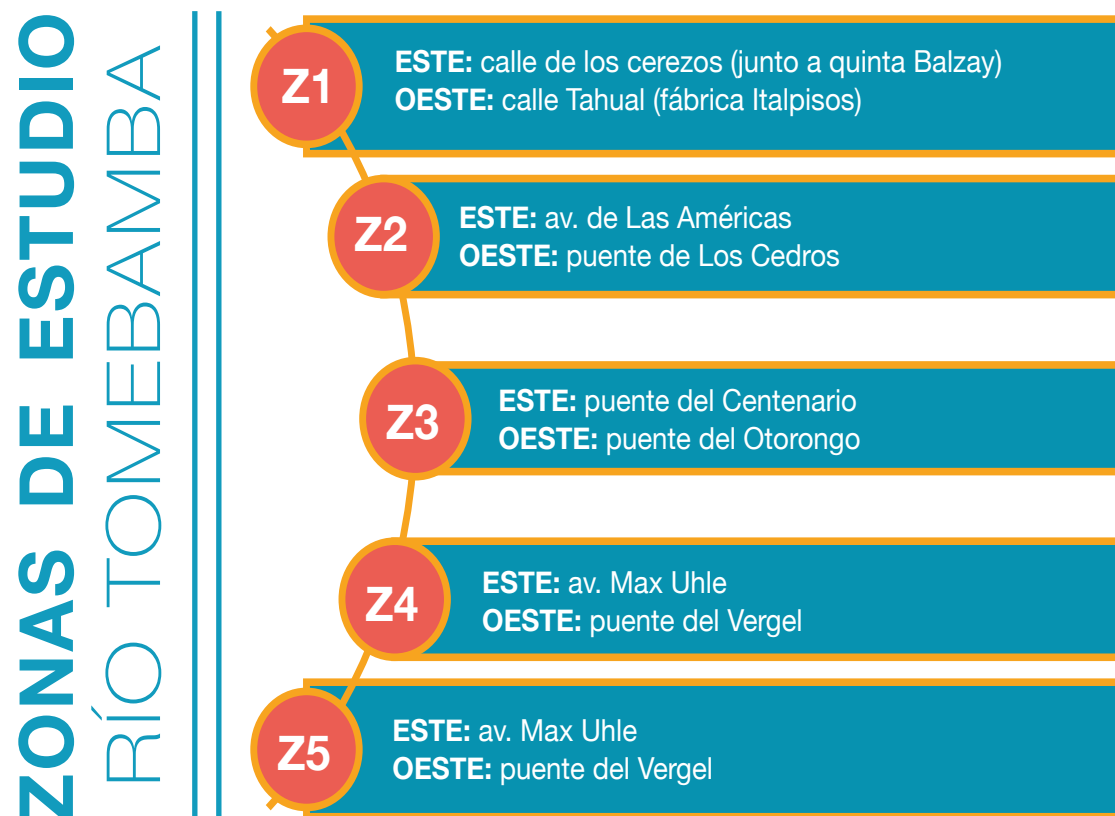 ZONAS DE ESTUDIO
RÍO TOMEBAMBA
Z1
ESTE: calle de los cerezos (junto a quinta Balzay)
OESTE: calle Tahual (fábrica Italpisos)
Z2
ESTE: av. de Las Américas
OESTE: puente de Los Cedros
Z3
ESTE: puente del Centenario
OESTE: puente del Otorongo
Z4
ESTE: av. Max Uhle
OESTE: puente del Vergel
Z5
ESTE: av. Max Uhle
OESTE: puente del Vergel